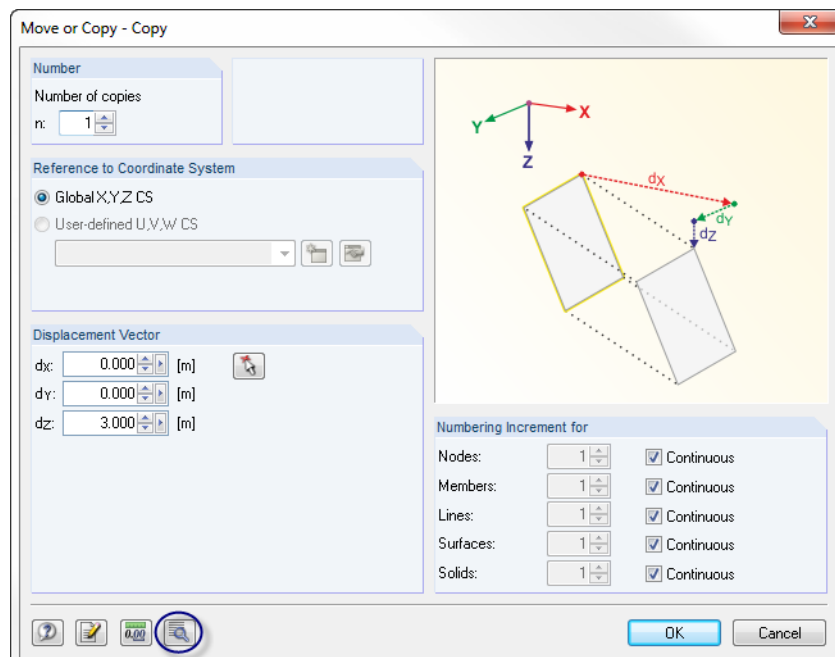 Move or Copy - Copy
Number
Number of copies
n: 1
Reference to Coordinate System
Global X,Y,Z CS
User-defined U,V,W CS
Displacement Vector
dX: 0.000 [m]
dY: 0.000 [m]
dZ: 3.000 [m]
X
Y
Z
dX
dY
dZ
Numbering Increment for
Nodes: 1 Continuous
Members: 1 Continuous
Lines: 1 Continuous
Surfaces: 1 Continuous
Solids: 1 Continuous
0.00
OK Cancel